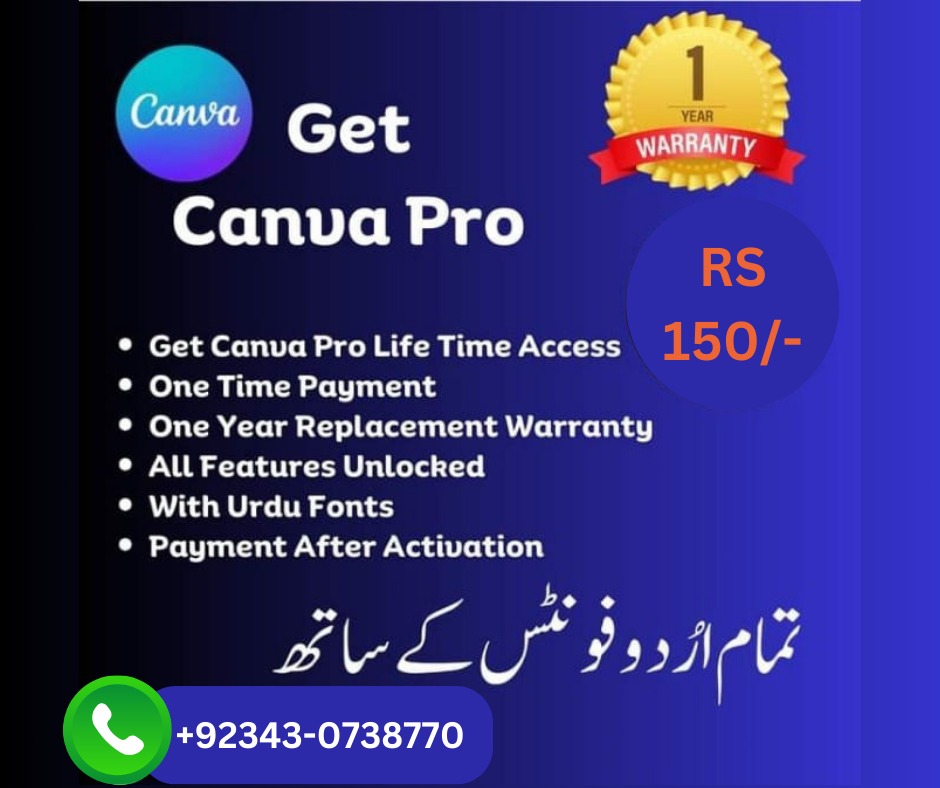 Canva
Get
Canva Pro
1
YEAR
WARRANTY
RS
150/-
• Get Canva Pro Life Time Access
• One Time Payment
• One Year Replacement Warranty
• All Features Unlocked
• With Urdu Fonts
• Payment After Activation
تمام اُردو فونٹس کے ساتھ
+92343-0738770